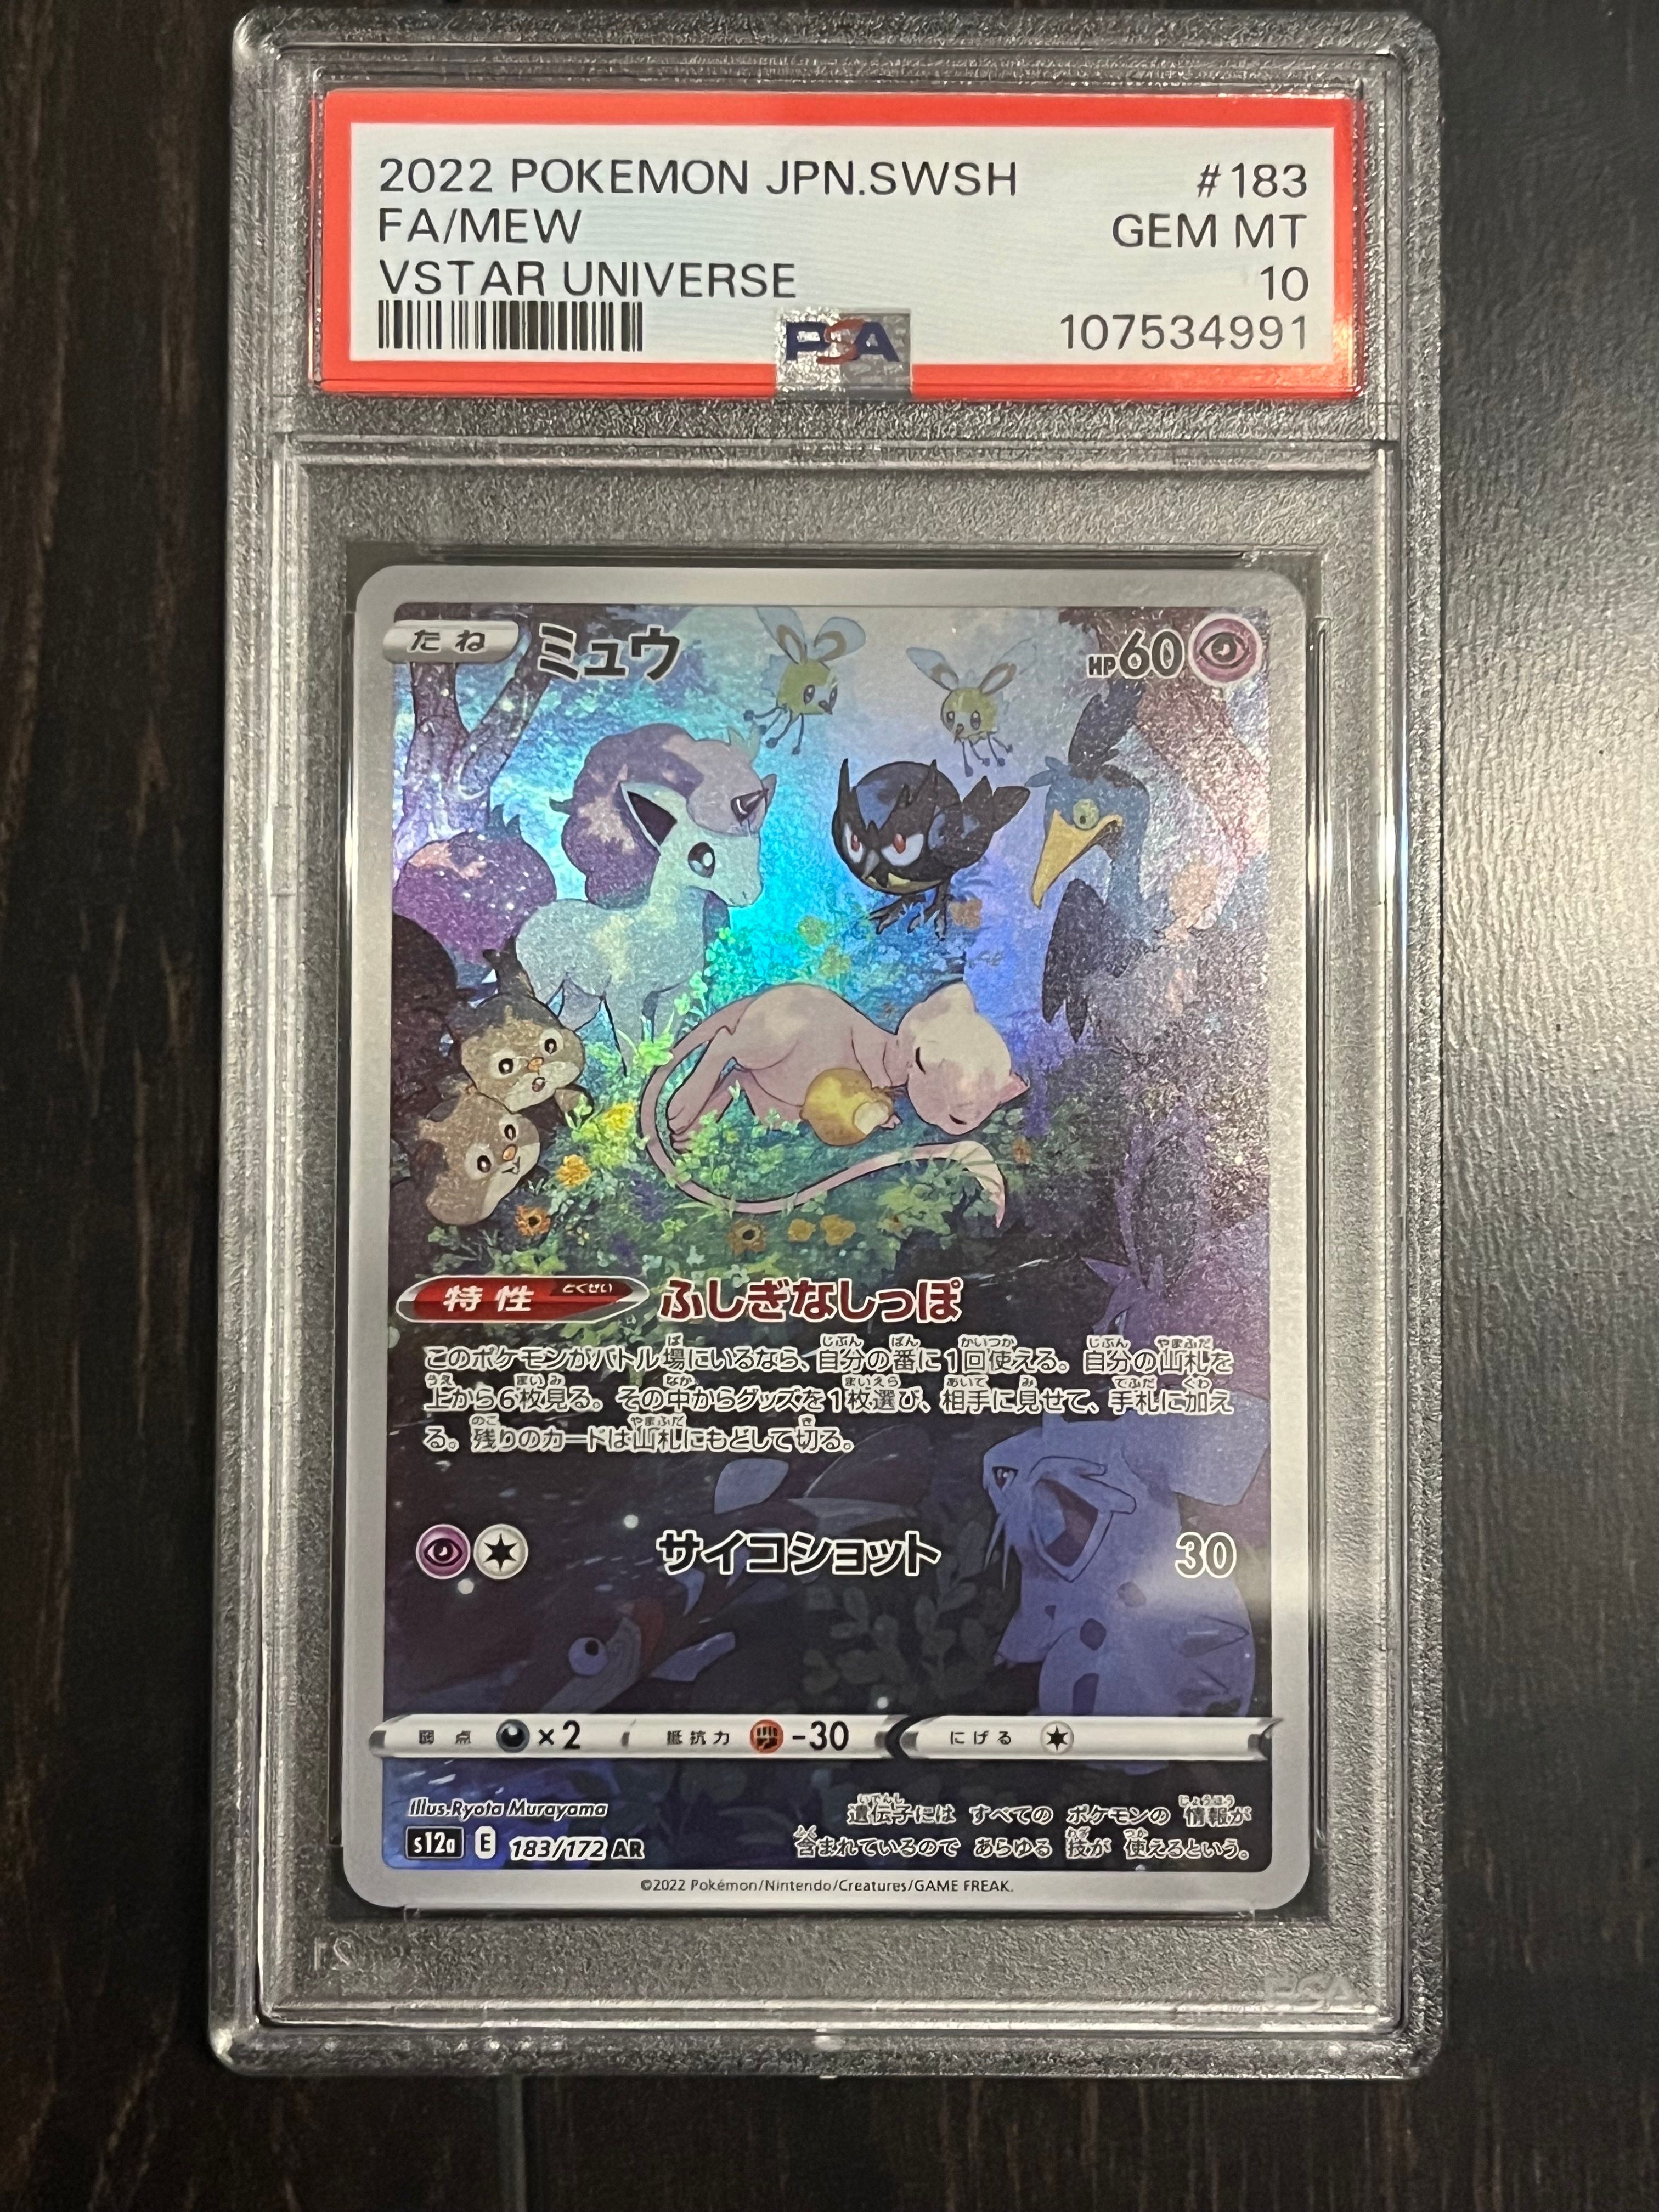 2022 POKEMON JPN.SWSH #183
FA/MEW GEM MT
VSTAR UNIVERSE 10
PSA 107534991
たね ミュウ HP60
特性 とくせい ふしぎなしっぽ
このポケモンがバトル場にいるなら、自分の番に1回使える。自分の山札を
上から6枚見る。その中からグッズを1枚選び、相手に見せて、手札に加え
る。残りのカードは山札にもどして切る。
サイコショット 30
弱点 ×2 抵抗力 -30 にげる
Illus.Ryota Murayama
s12a E 183/172 AR
遺伝子には すべての ポケモンの 情報が
含まれているので あらゆる 技が 使えるという。
©2022 Pokémon/Nintendo/Creatures/GAME FREAK.
PSA